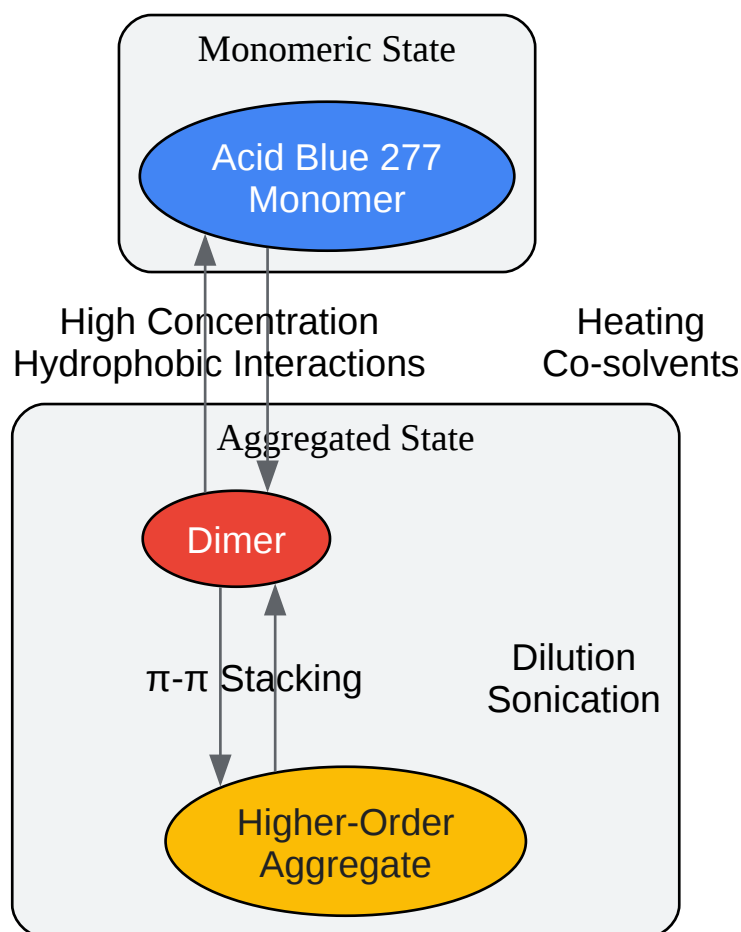 Monomeric State
Acid Blue 277
Monomer
High Concentration
Hydrophobic Interactions
Heating
Co-solvents
Aggregated State
Dimer
π-π Stacking
Dilution
Sonication
Higher-Order
Aggregate